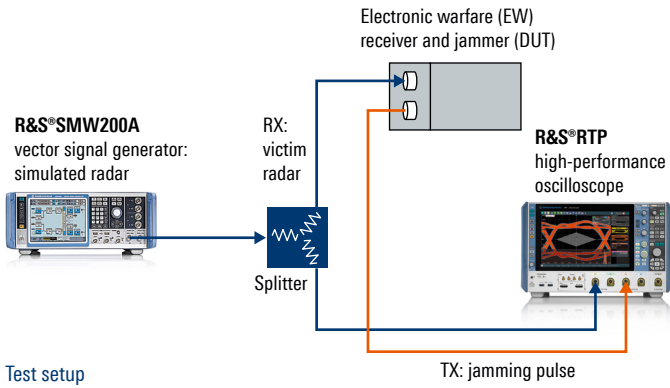 Electronic warfare (EW)
receiver and jammer (DUT)
R&S®SMW200A
vector signal generator:
simulated radar
RX:
victim
radar
R&S®RTP
high-performance
oscilloscope
Splitter
TX: jamming pulse
Test setup